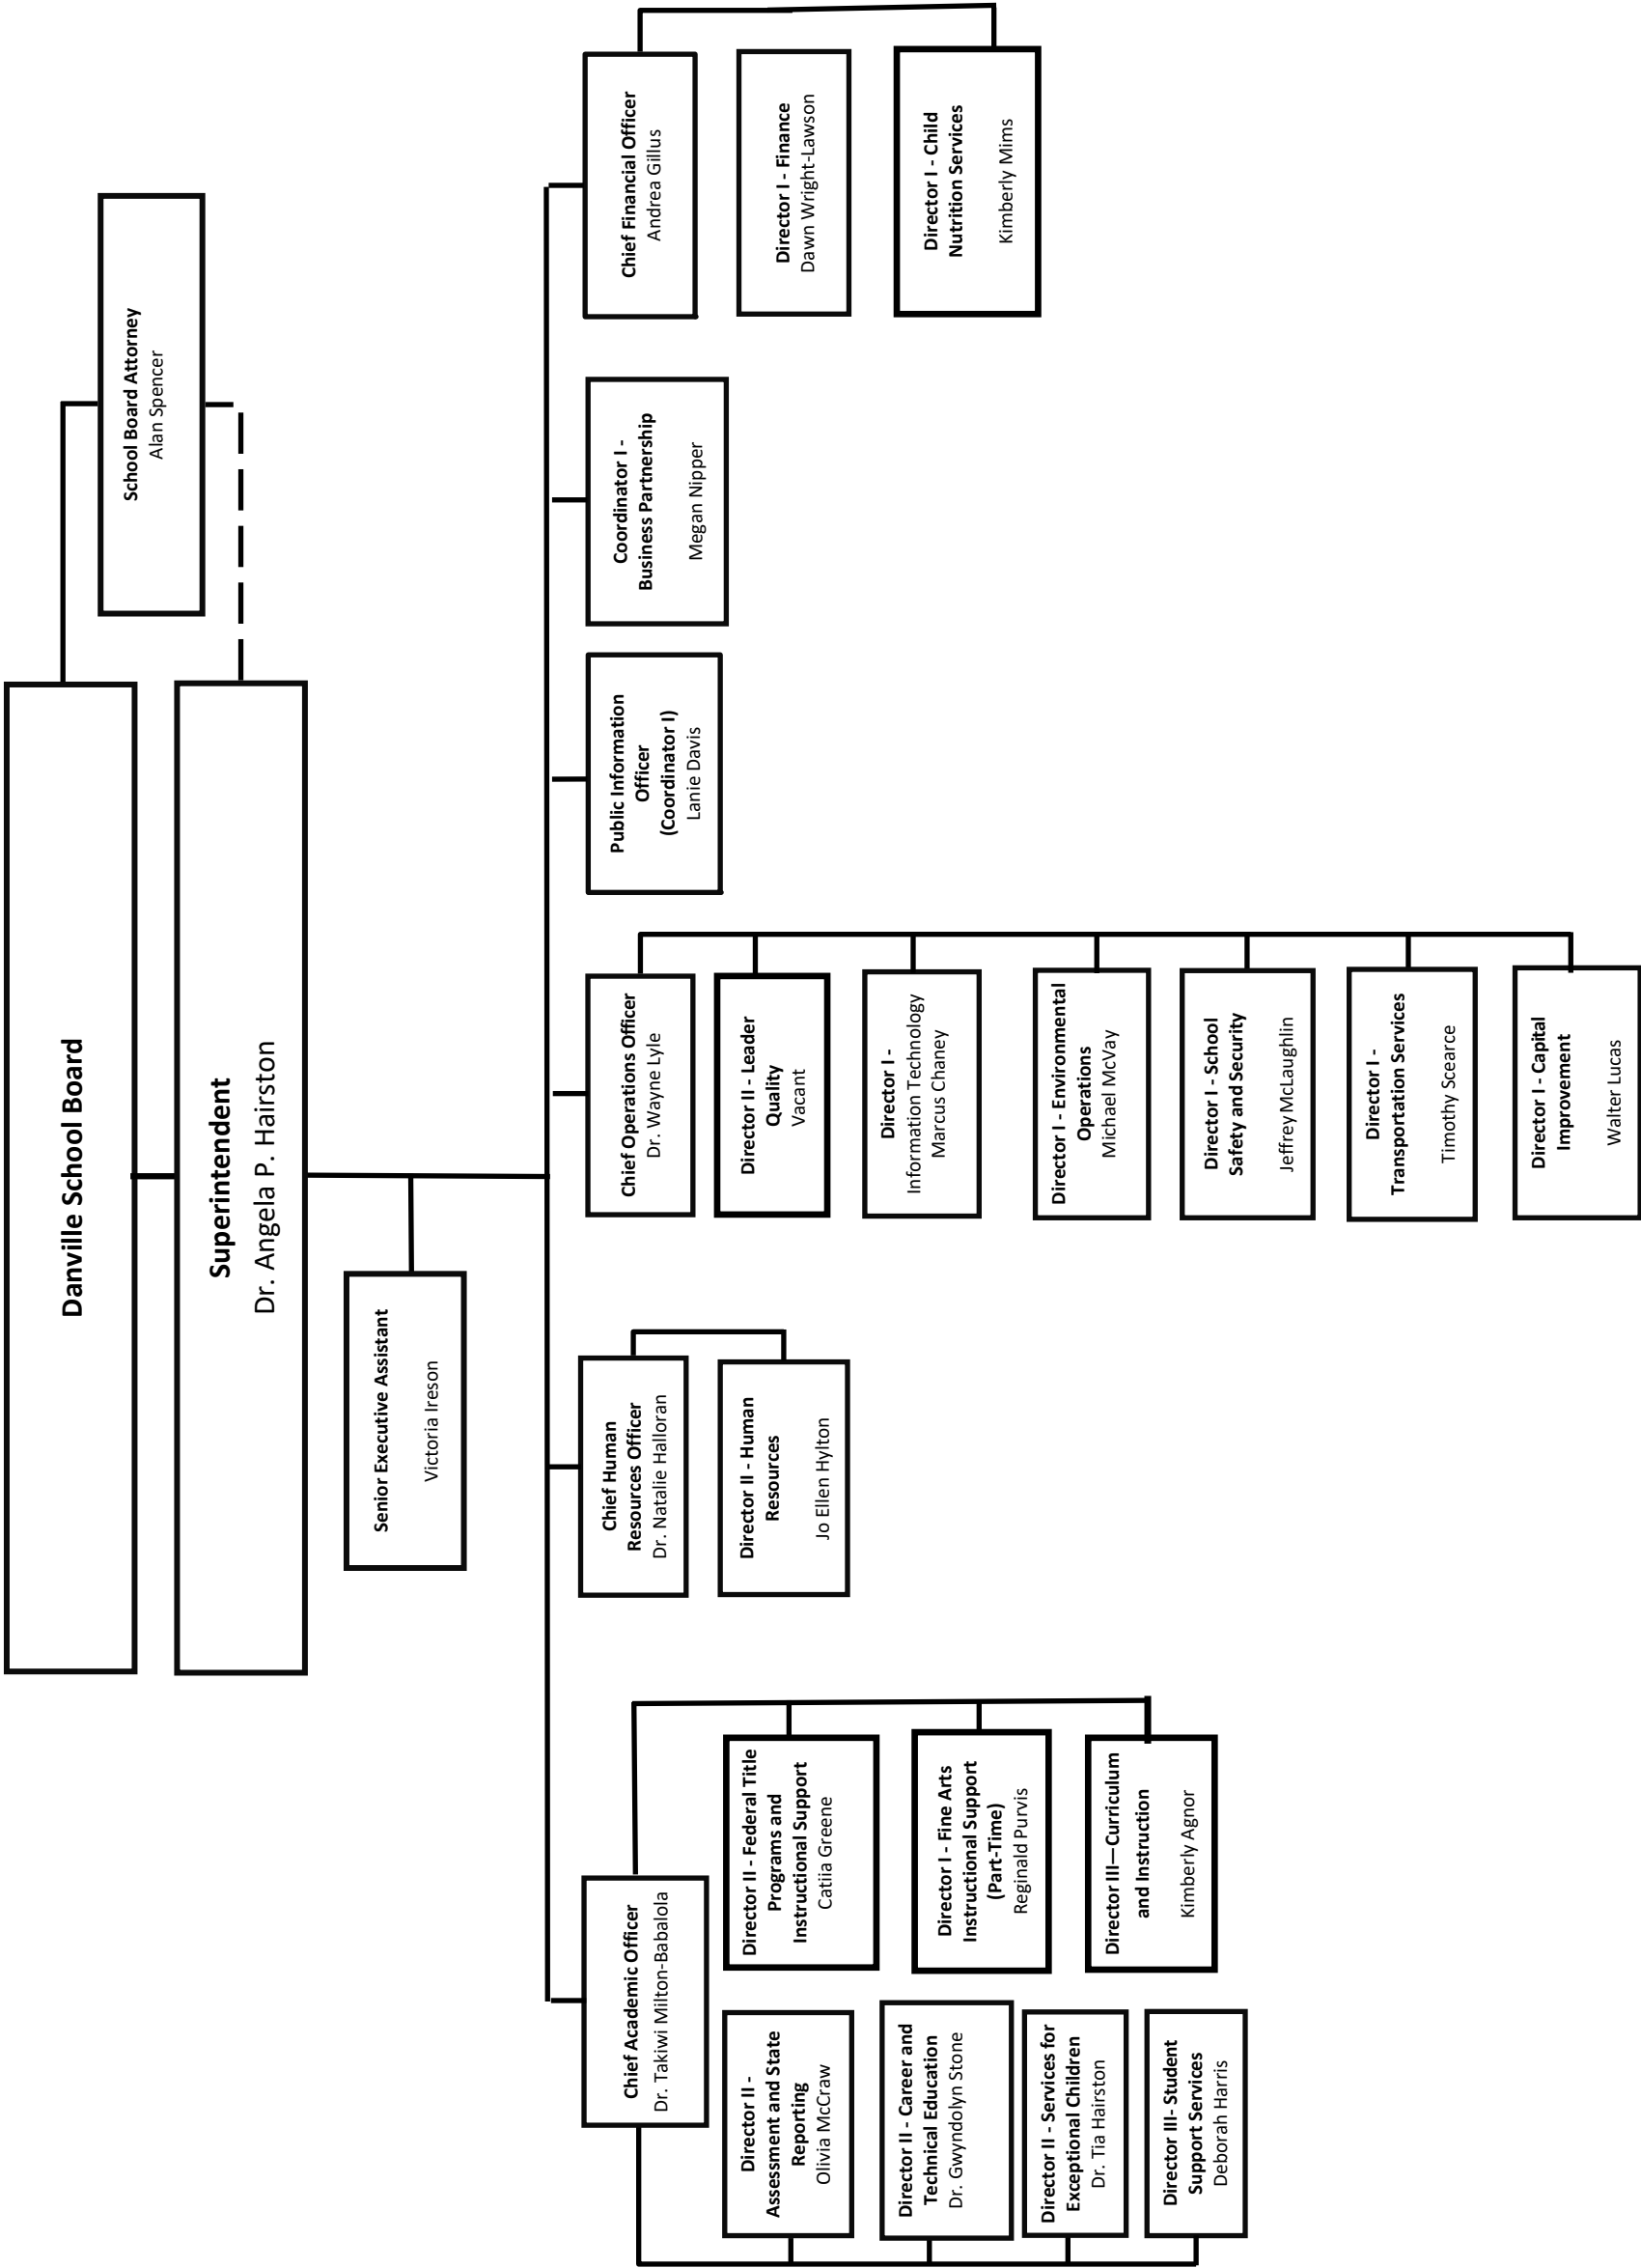 Danville School Board
School Board Attorney
Alan Spencer
Superintendent
Dr. Angela P. Hairston
Senior Executive Assistant
Victoria Ireson
Chief Academic Officer
Dr. Takiwi Milton-Babalola
Director II -
Assessment and State
Reporting
Olivia McCraw
Director II - Career and
Technical Education
Dr. Gwyndolyn Stone
Director II - Services for
Exceptional Children
Dr. Tia Hairston
Director III- Student
Support Services
Deborah Harris
Director II - Federal Title
Programs and
Instructional Support
Catiia Greene
Director I - Fine Arts
Instructional Support
(Part-Time)
Reginald Purvis
Director III—Curriculum
and Instruction
Kimberly Agnor
Chief Human
Resources Officer
Dr. Natalie Halloran
Director II - Human
Resources
Jo Ellen Hylton
Chief Operations Officer
Dr. Wayne Lyle
Director II - Leader
Quality
Vacant
Director I -
Information Technology
Marcus Chaney
Director I - Environmental
Operations
Michael McVay
Director I - School
Safety and Security
Jeffrey McLaughlin
Director I -
Transportation Services
Timothy Scearce
Director I - Capital
Improvement
Walter Lucas
Public Information
Officer
(Coordinator I)
Lanie Davis
Coordinator I -
Business Partnership
Megan Nipper
Chief Financial Officer
Andrea Gillus
Director I - Finance
Dawn Wright-Lawson
Director I - Child
Nutrition Services
Kimberly Mims